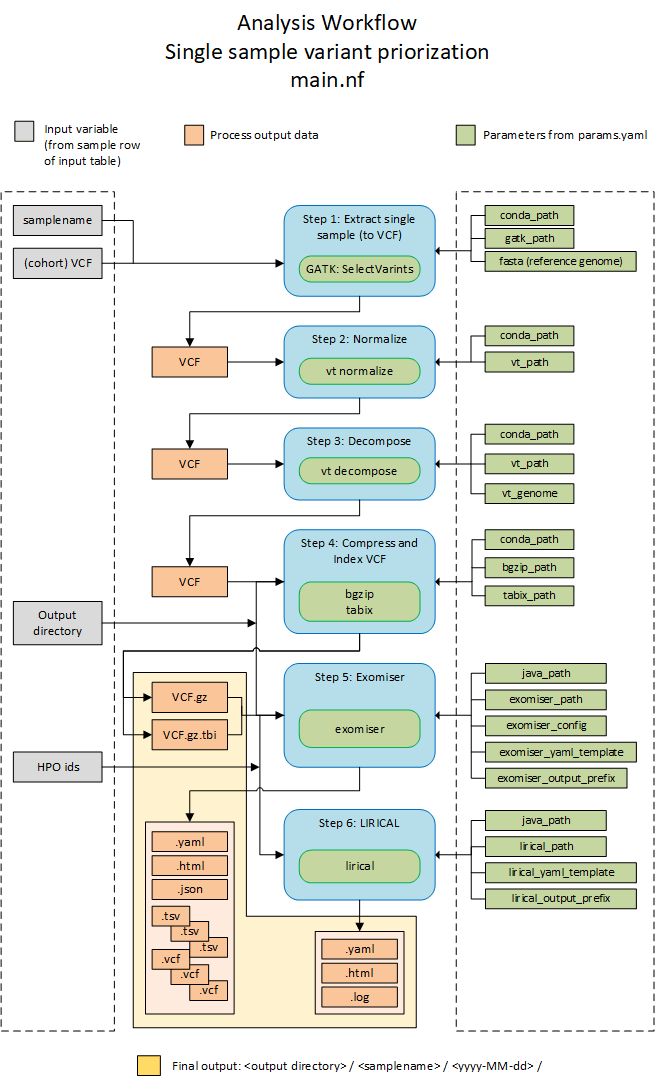 Analysis Workflow
Single sample variant priorization
main.nf
Input variable
(from sample row
of input table)
Process output data
Parameters from params.yaml
samplename
(cohort) VCF
Step 1: Extract single
sample (to VCF)
GATK: SelectVarints
conda_path
gatk_path
fasta (reference genome)
VCF
Step 2: Normalize
vt normalize
conda_path
vt_path
VCF
Step 3: Decompose
vt decompose
conda_path
vt_path
vt_genome
VCF
Step 4: Compress and
Index VCF
bgzip
tabix
conda_path
bgzip_path
tabix_path
Output
directory
VCF.gz
VCF.gz.tbi
Step 5: Exomiser
exomiser
java_path
exomiser_path
exomiser_config
exomiser_yaml_template
exomiser_output_prefix
HPO ids
Step 6: LIRICAL
lirical
java_path
lirical_path
lirical_yaml_template
lirical_output_prefix
.yaml
.html
.json
.tsv
.tsv
.tsv
.vcf
.vcf
.vcf
.yaml
.html
.log
Final output: <output directory> / <samplename> / <yyyy-MM-dd> /